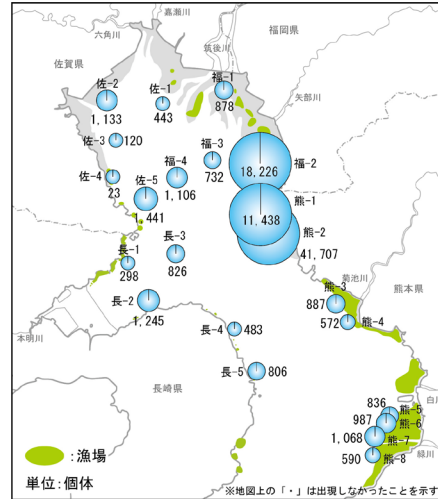 嘉瀬川
六角川
筑後川
福岡県
佐賀県
佐-2
1,133
佐-1
443
福-1
878
矢部川
佐-3
120
福-3
732
福-4
1,106
福-2
18,226
佐-4
23
佐-5
1,441
熊-1
11,438
熊-2
41,707
長-3
826
長-1
298
菊池川
熊本県
熊-3
887
長-2
1,245
572
熊-4
本明川
長-4
483
長崎県
長-5
806
白川
836
熊-5
987
熊-6
1,068
熊-7
緑川
590
熊-8
:漁場
単位:個体
※地図上の「・」は出現しなかったことを示す